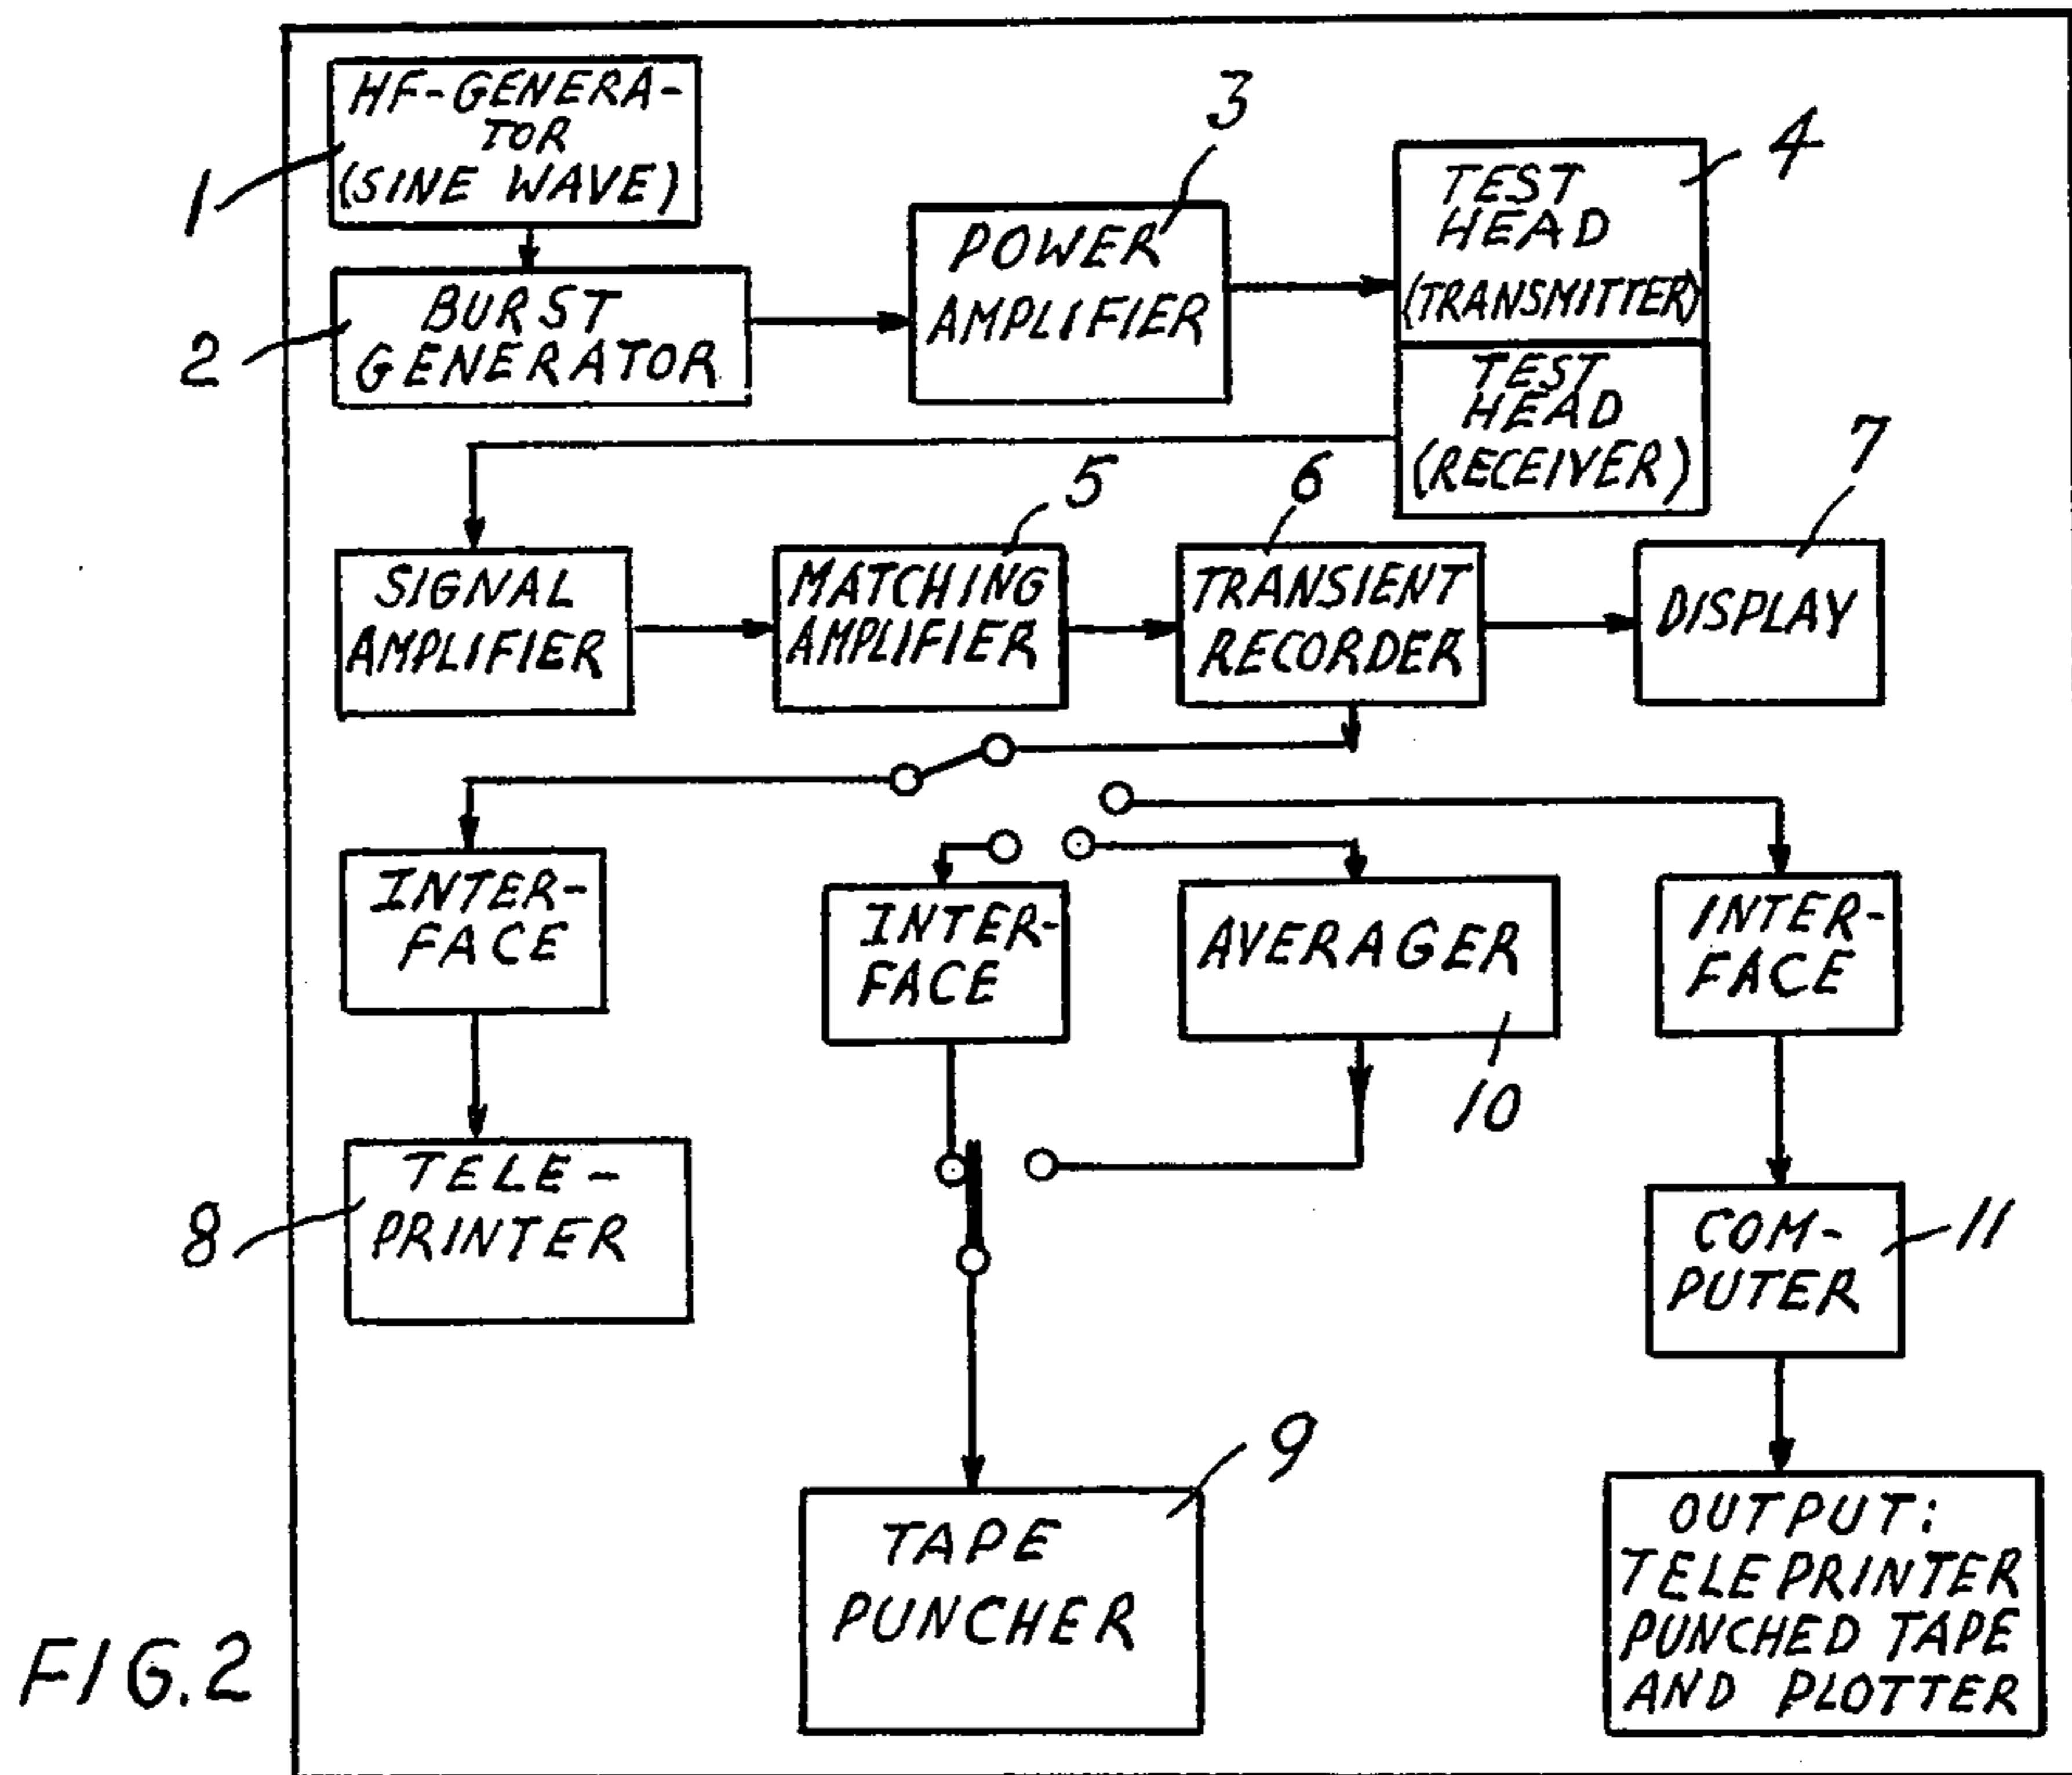 HF-GENERA-
TOR
(SINE WAVE)
1
BURST
GENERATOR
2
POWER
AMPLIFIER
3
TEST
HEAD
(TRANSMITTER)
4
TEST
HEAD
(RECEIVER)
SIGNAL
AMPLIFIER
MATCHING
AMPLIFIER
5
TRANSIENT
RECORDER
6
DISPLAY
7
INTER-
FACE
INTER-
FACE
AVERAGER
10
INTER-
FACE
TELE-
PRINTER
8
COM-
PUTER
11
TAPE
PUNCHER
9
OUTPUT:
TELEPRINTER
PUNCHED TAPE
AND PLOTTER
FIG.2